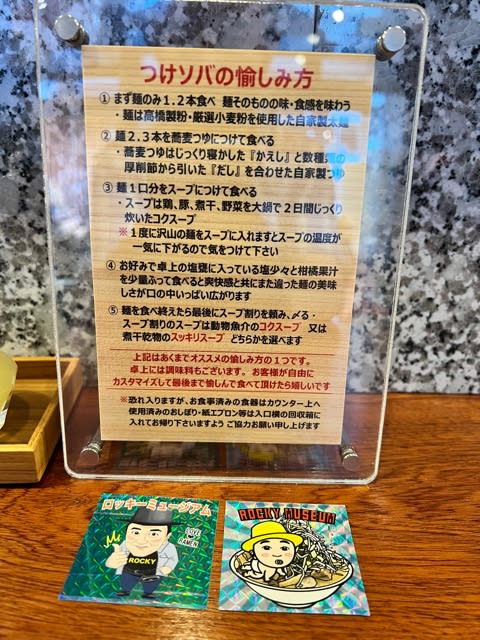 つけソバの愉しみ方
① まず麺のみ1.2本食べ 麺そのものの味・食感を味わう
・麺は高橋製粉・厳選小麦粉を使用した自家製太麺
② 麺2.3本を蕎麦つゆにつけて食べる
・蕎麦つゆはじっくり寝かした『かえし』と数種類の
厚削節から引いた『だし』を合わせた自家製つゆ
③ 麺1口分をスープにつけて食べる
・スープは鶏、豚、煮干、野菜を大鍋で2日間じっくり
炊いたコクスープ
※1度に沢山の麺をスープに入れますとスープの温度が
一気に下がるので気をつけて下さい
④ お好みで卓上の塩甕に入っている塩少々と柑橘果汁
を少量ふって食べると爽快感と共にまた違った麺の美味
しさが口の中いっぱい広がります
⑤ 麺を食べ終えたら最後にスープ割りを頼み、〆る・
スープ割りのスープは動物魚介のコクスープ 又は
煮干乾物のスッキリスープ どちらかを選べます
上記はあくまでオススメの愉しみ方の1つです。
卓上には調味料もございます。 お客様が自由に
カスタマイズして最後まで愉しんで食べて頂けたら嬉しいです
※恐れ入りますが、お食事済みの食器はカウンター上へ
使用済みのおしぼり・紙エプロン等は入口横の回収箱に
入れてお帰り下さいますよう ご協力お願い申し上げます
ロッキーミュージアム
LOVE
RAMEN
ROCKY
ROCKY MUSEUM